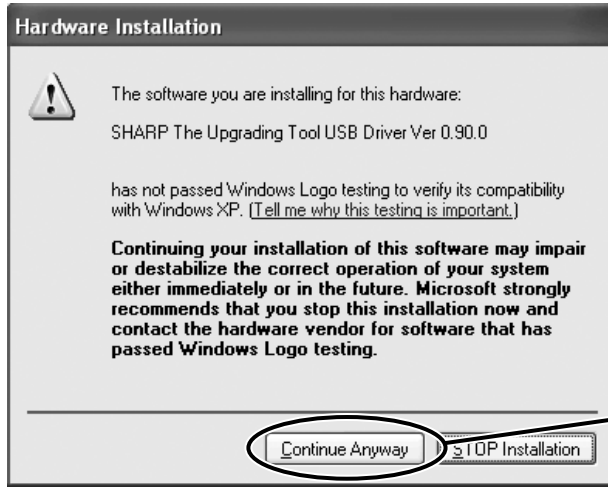 Hardware Installation
The software you are installing for this hardware:
SHARP The Upgrading Tool USB Driver Ver 0.90.0
has not passed Windows Logo testing to verify its compatibility
with Windows XP. (Tell me why this testing is important.)
Continuing your installation of this software may impair
or destabilize the correct operation of your system
either immediately or in the future. Microsoft strongly
recommends that you stop this installation now and
contact the hardware vendor for software that has
passed Windows Logo testing.
Continue Anyway
STOP Installation